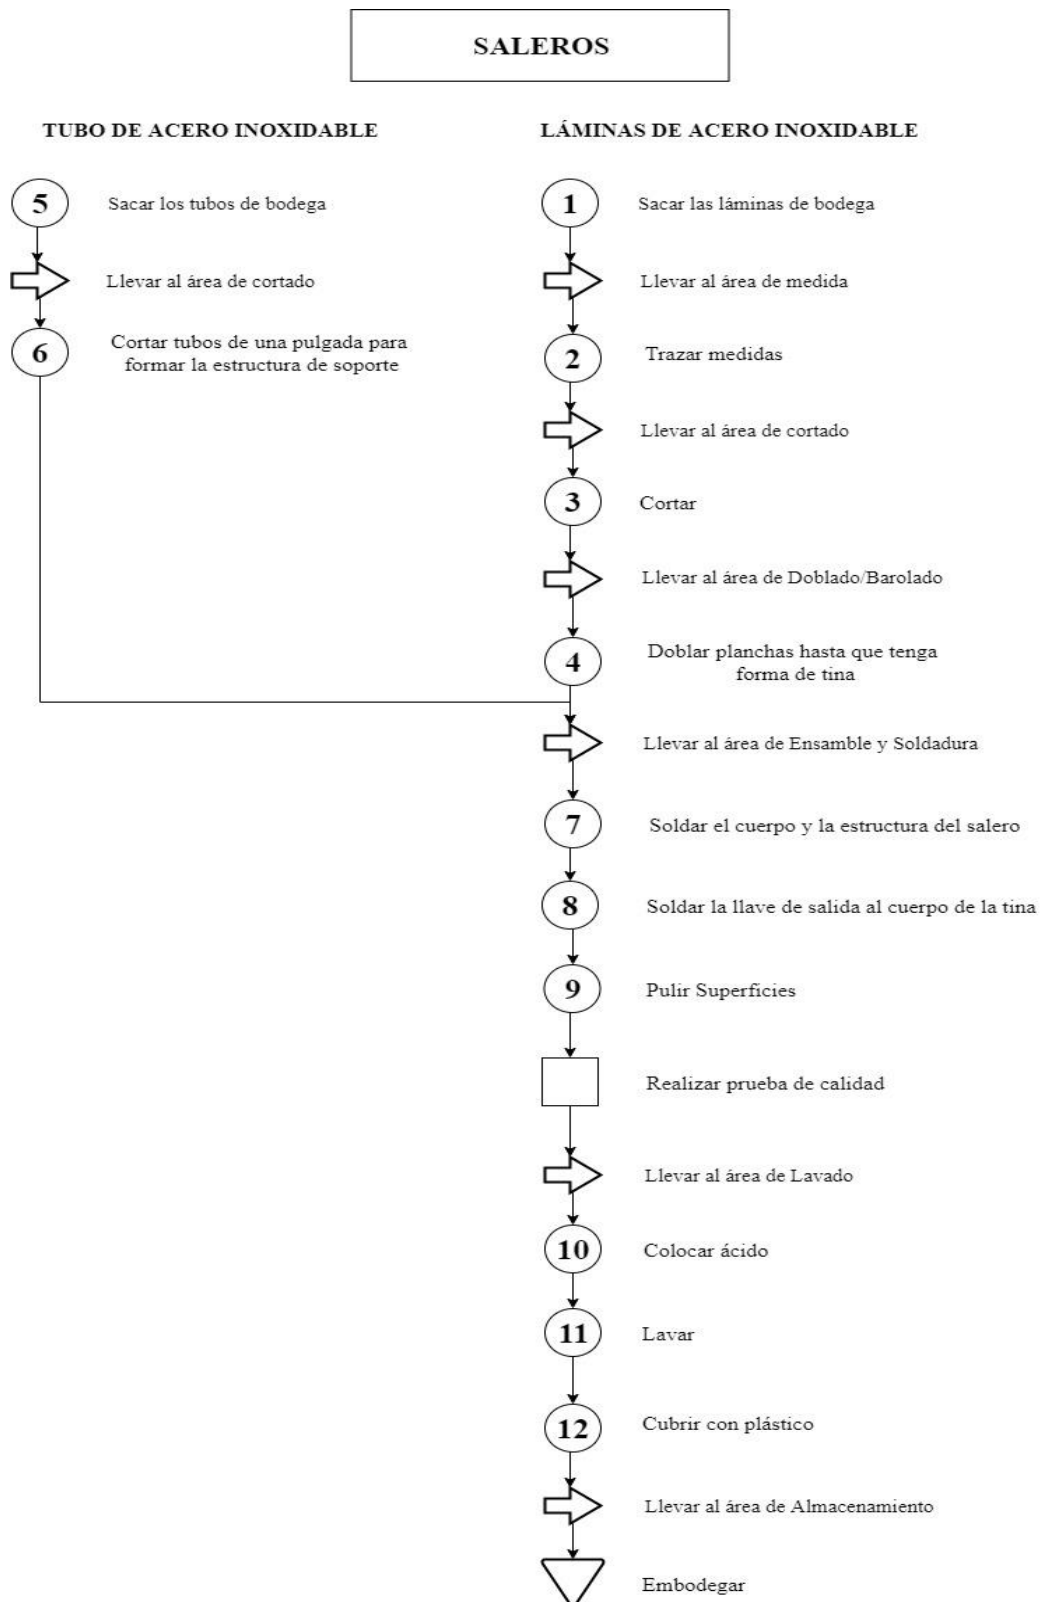 SALEROS
TUBO DE ACERO INOXIDABLE
5
Sacar los tubos de bodega
Llevar al área de cortado
6
Cortar tubos de una pulgada para
formar la estructura de soporte
LÁMINAS DE ACERO INOXIDABLE
1
Sacar las láminas de bodega
Llevar al área de medida
2
Trazar medidas
Llevar al área de cortado
3
Cortar
Llevar al área de Doblado/Barolado
4
Doblar planchas hasta que tenga
forma de tina
Llevar al área de Ensamble y Soldadura
7
Soldar el cuerpo y la estructura del salero
8
Soldar la llave de salida al cuerpo de la tina
9
Pulir Superficies
Realizar prueba de calidad
Llevar al área de Lavado
10
Colocar ácido
11
Lavar
12
Cubrir con plástico
Llevar al área de Almacenamiento
Embodegar